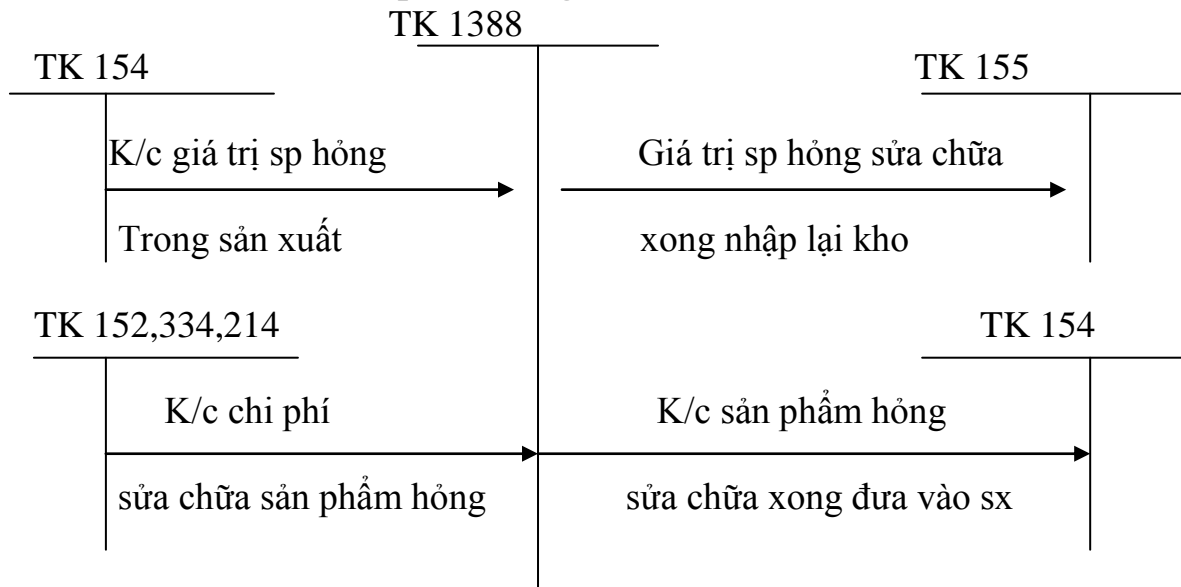 TK 1388
TK 154
TK 155
K/c giá trị sp hỏng
Trong sản xuất
Giá trị sp hỏng sửa chữa
xong nhập lại kho
TK 152,334,214
TK 154
K/c chi phí
sửa chữa sản phẩm hỏng
K/c sản phẩm hỏng
sửa chữa xong đưa vào sx